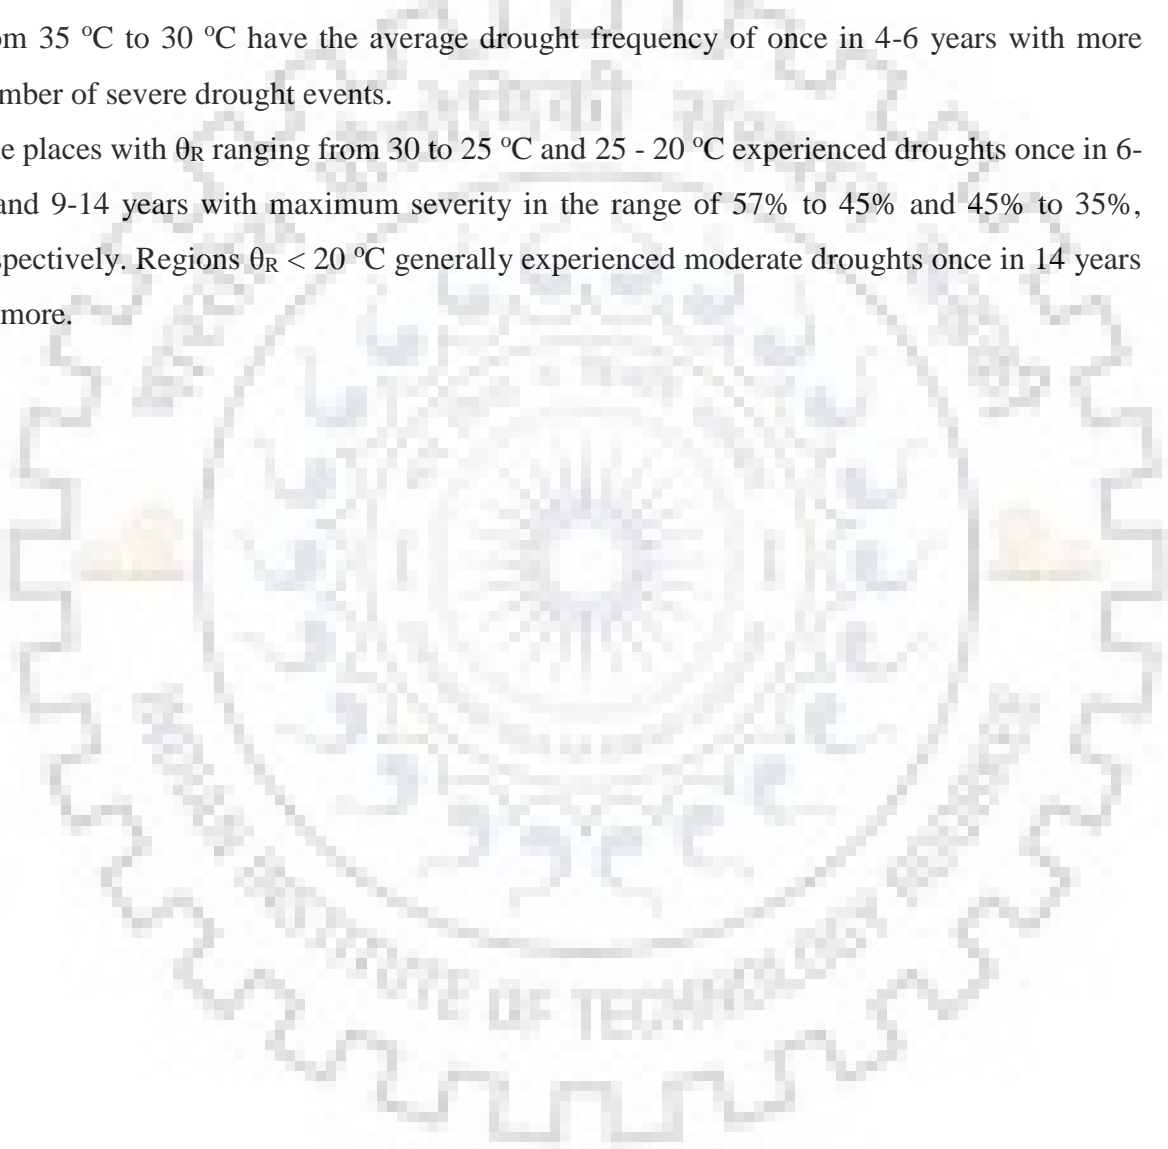 om 35 ºC to 30 ºC have the average drought frequency of once in 4-6 years with more
mber of severe drought events.
e places with θR ranging from 30 to 25 ºC and 25 - 20 ºC experienced droughts once in 6-
and 9-14 years with maximum severity in the range of 57% to 45% and 45% to 35%,
spectively. Regions θR < 20 ºC generally experienced moderate droughts once in 14 years
more.
INSTITUTE OF TECHNOLOGY